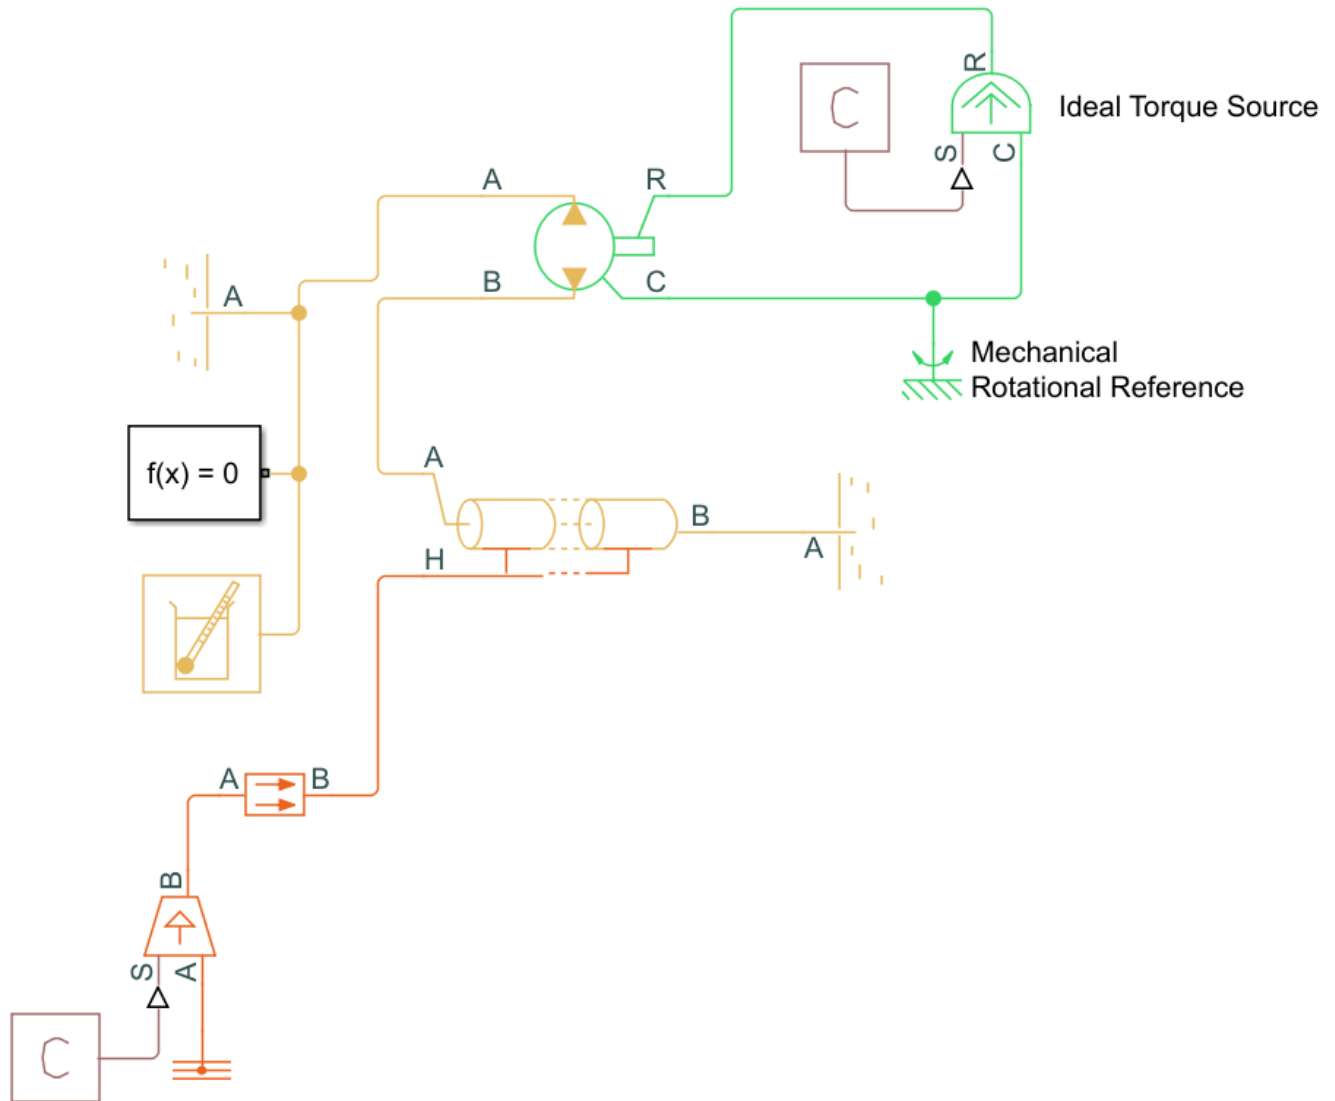 R
C
Ideal Torque Source
S
C
A
R
A
B
C
Mechanical
Rotational Reference
f(x) = 0
A
B
A
H
A
B
B
S
A
C